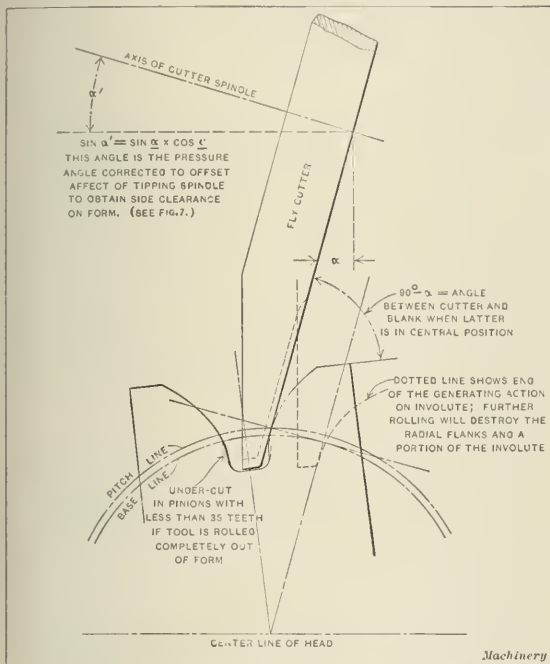 AXIS OF CUTTER SPINDLE
α'
SIN α' = SIN α × COS c'
THIS ANGLE IS THE PRESSURE
ANGLE CORRECTED TO OFFSET
AFFECT OF TIPPING SPINDLE
TO OBTAIN SIDE CLEARANCE
ON FORM. (SEE FIG.7.)
FLY CUTTER
α
90° - α = ANGLE
BETWEEN CUTTER AND
BLANK WHEN LATTER
IS IN CENTRAL POSITION
DOTTED LINE SHOWS END
OF THE GENERATING ACTION
ON INVOLUTE; FURTHER
ROLLING WILL DESTROY THE
RADIAL FLANKS AND A
PORTION OF THE INVOLUTE
PITCH LINE
BASE LINE
UNDER-CUT
IN PINIONS WITH
LESS THAN 35 TEETH
IF TOOL IS ROLLED
COMPLETELY OUT
OF FORM
CENTER LINE OF HEAD
Machinery